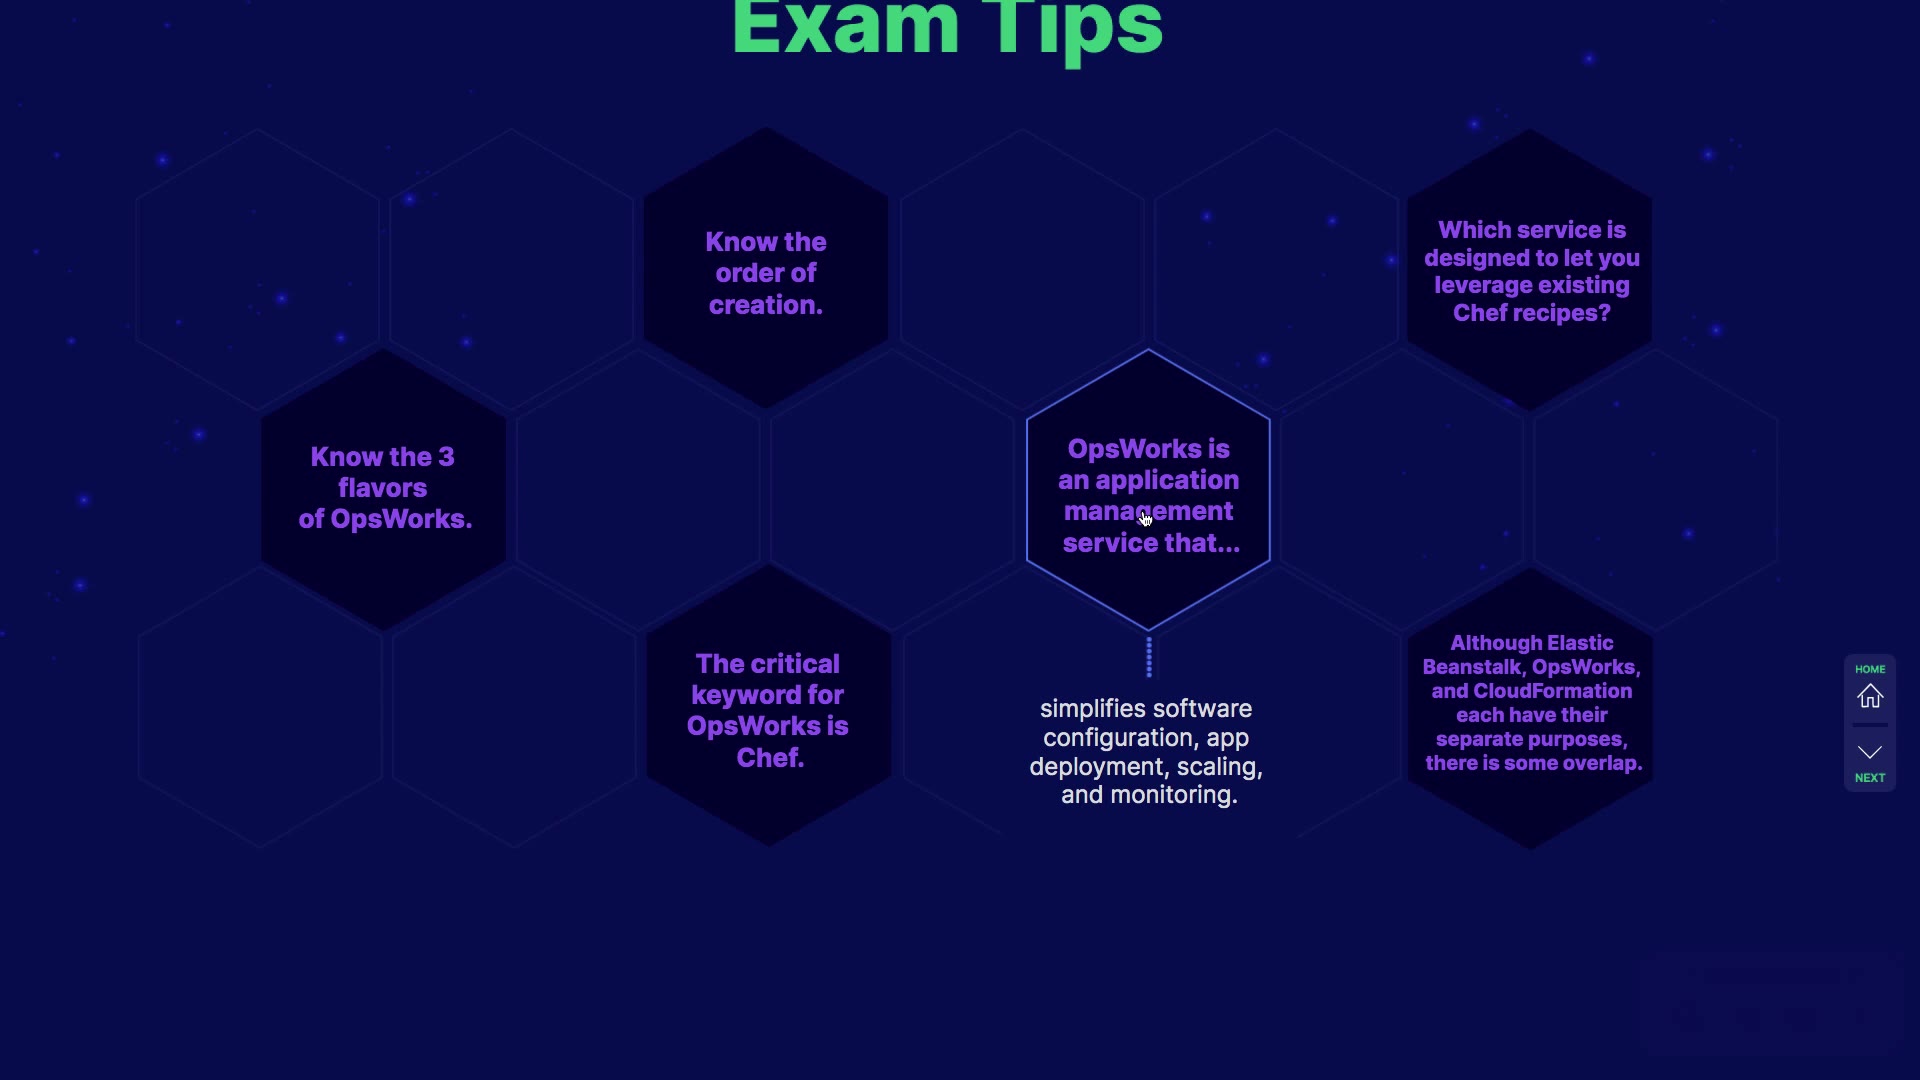 Exam Tips
Know the
order of
creation.
Which service is
designed to let you
leverage existing
Chef recipes?
Know the 3
flavors
of OpsWorks.
OpsWorks is
an application
management
service that...
The critical
keyword for
OpsWorks is
Chef.
simplifies software
configuration, app
deployment, scaling,
and monitoring.
Although Elastic
Beanstalk, OpsWorks,
and CloudFormation
each have their
separate purposes,
there is some overlap.
HOME
NEXT